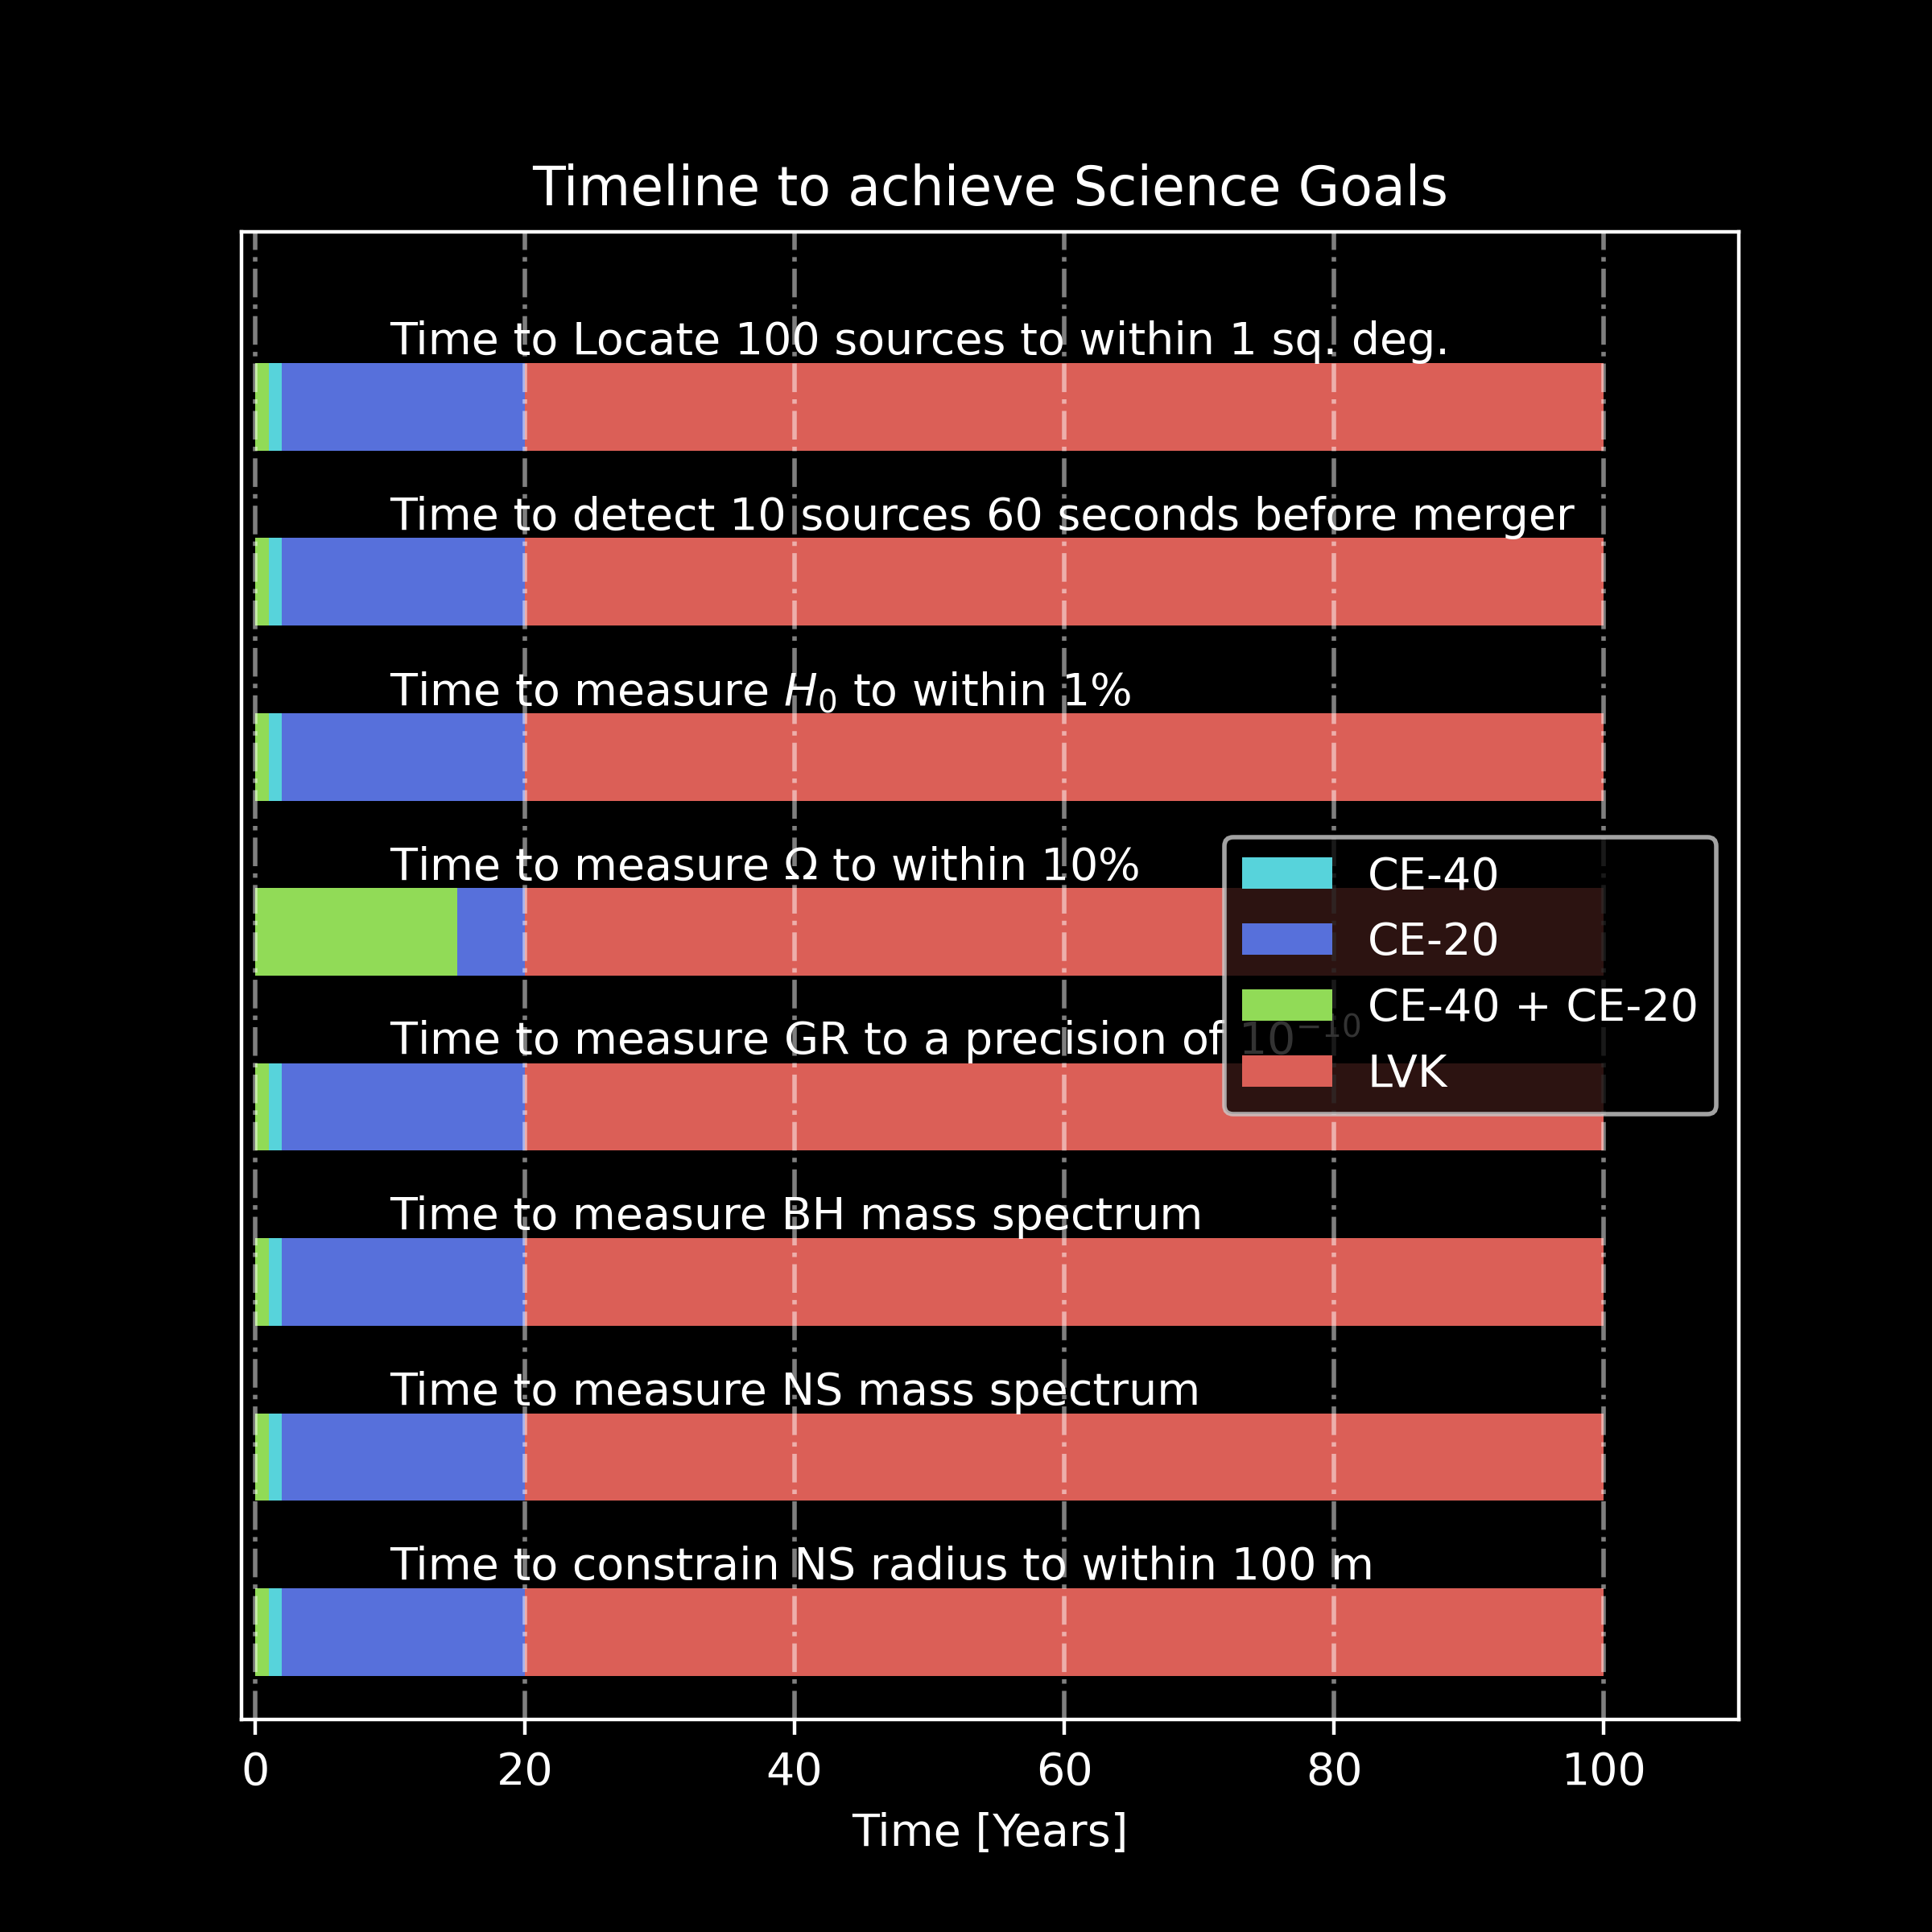 Timeline to achieve Science Goals
Time to Locate 100 sources to within 1 sq. deg.
Time to detect 10 sources 60 seconds before merger
Time to measure H₀ to within 1%
Time to measure Ω to within 10%
CE-40
CE-20
CE-40 + CE-20
LVK
Time to measure GR to a precision of 10⁻¹⁰
Time to measure BH mass spectrum
Time to measure NS mass spectrum
Time to constrain NS radius to within 100 m
0 20 40 60 80 100
Time [Years]